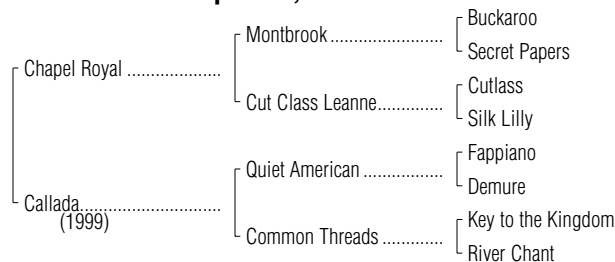 Buckaroo
Montbrook
Secret Papers
Chapel Royal
Cutlass
Cut Class Leanne
Silk Lilly
Fappiano
Quiet American
Demure
Callada
(1999)
Key to the Kingdom
Common Threads
River Chant